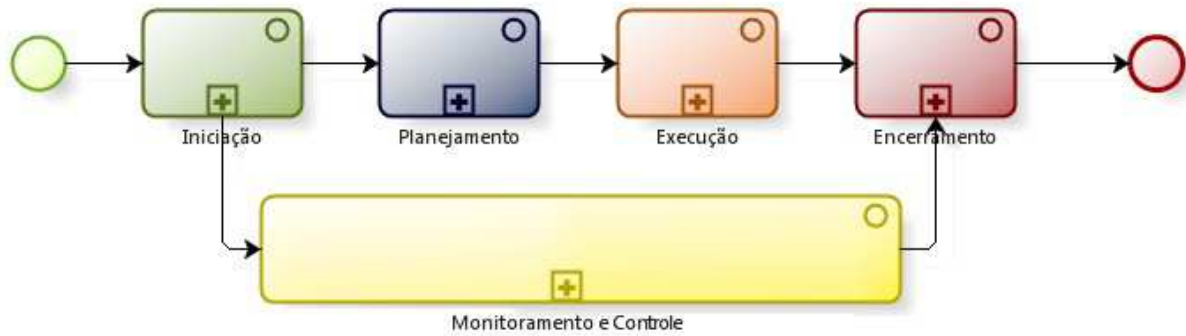 Iniciação
Planejamento
Execução
Encerramento
Monitoramento e Controle